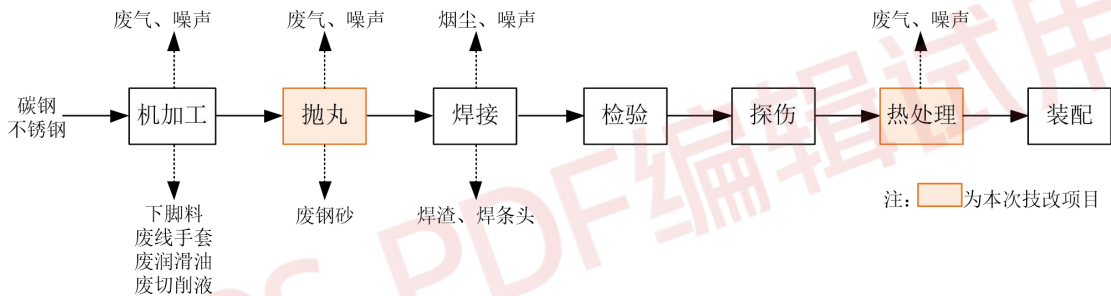 废气、噪声
废气、噪声
烟尘、噪声
废气、噪声
碳钢
不锈钢
机加工
抛丸
焊接
检验
探伤
热处理
装配
下脚料
废线手套
废润滑油
废切削液
废钢砂
焊渣、焊条头
注：
为本次技改项目
PDF编辑试用